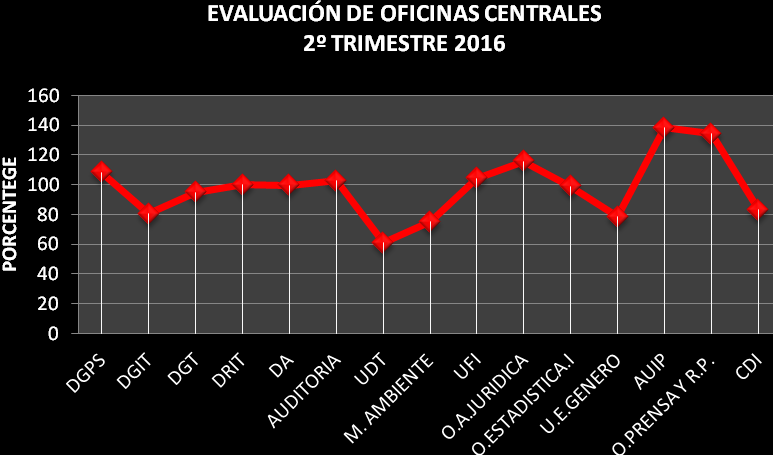 EVALUACIÓN DE OFICINAS CENTRALES
2º TRIMESTRE 2016
PORCENTEGE
160
140
120
100
80
60
40
20
0
DGPS
DGIT
DGT
DRIT
DA
AUDITORIA
UDT
M. AMBIENTE
UFI
O.A.JURIDICA
O.ESTADISTICA.I
U.E.GENERO
AUIP
O.PRENSA Y R.P.
CDI